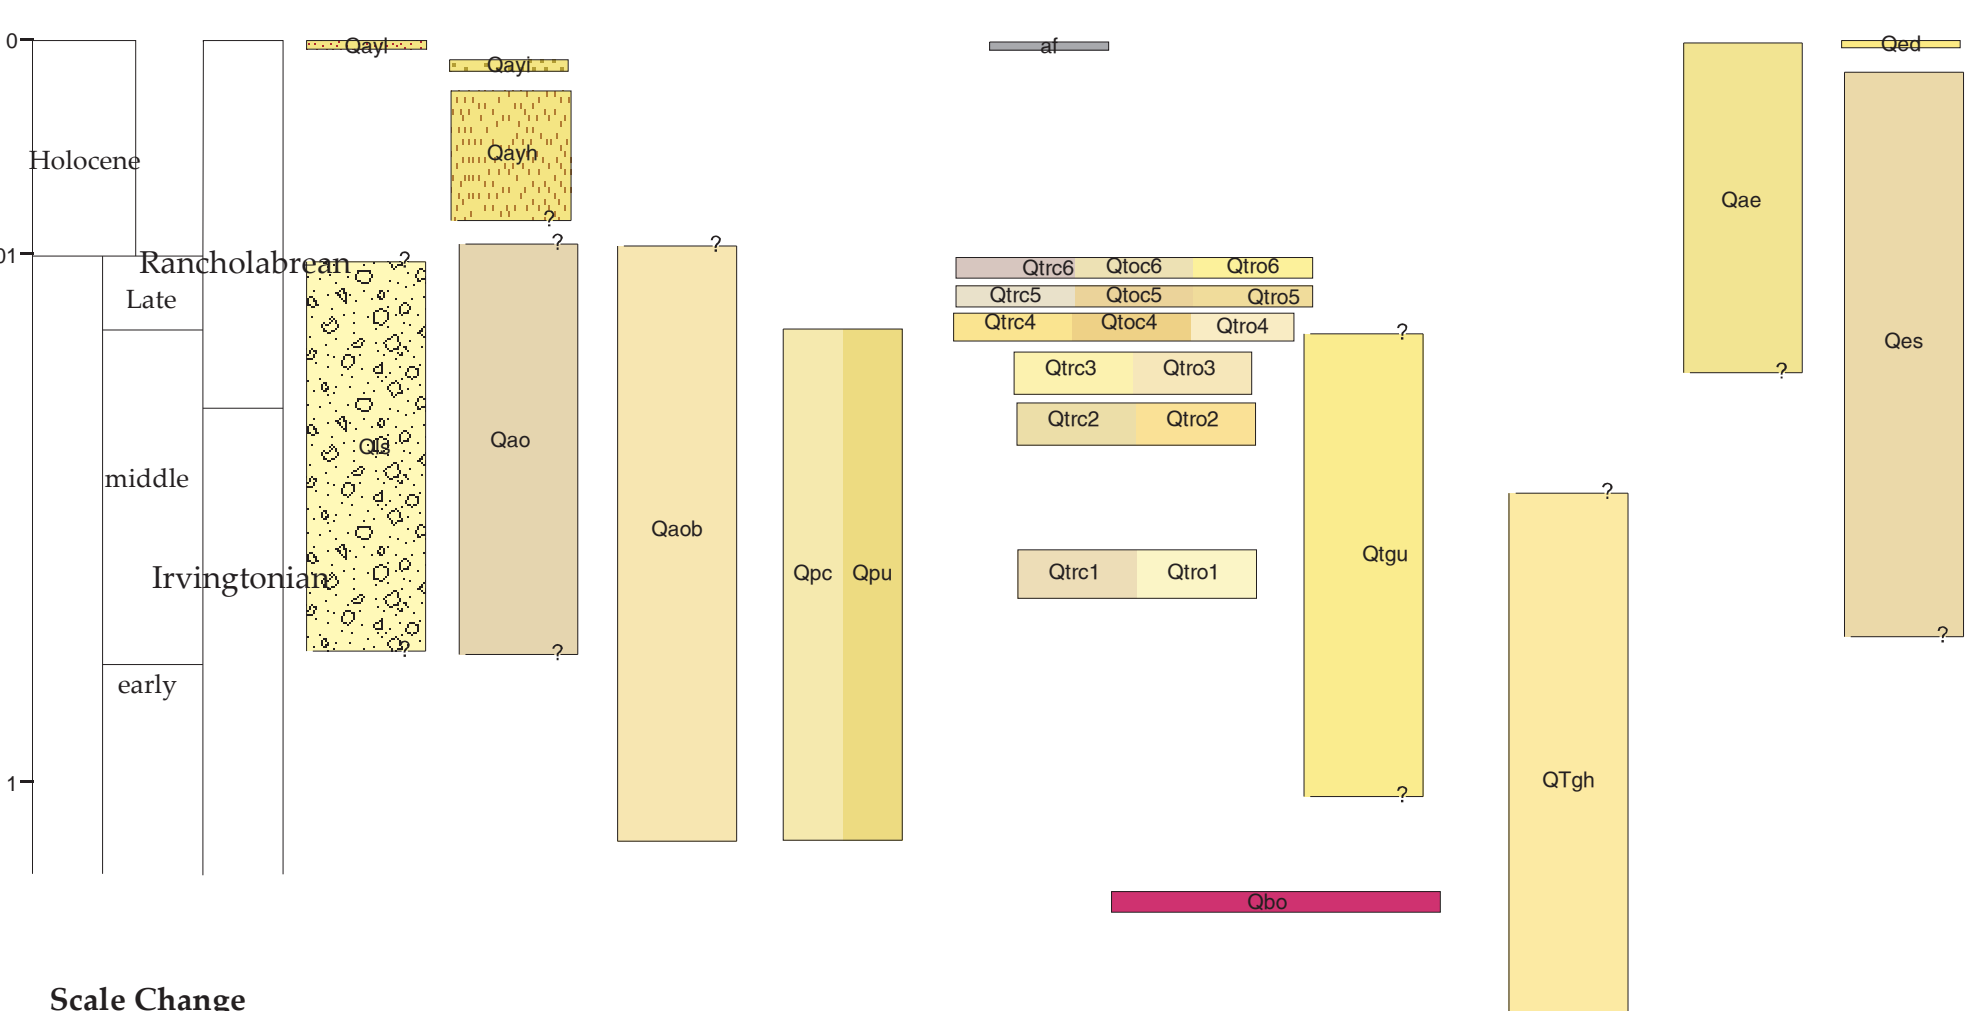 0
Qayl
af
Qed
Qayi
Qayh
Holocene
Qae
?
?
?
01
Rancholabrean
?
Qtrc6
Qtoc6
Qtro6
Late
Qtrc5
Qtoc5
Qtro5
Qtrc4
Qtoc4
Qtro4
?
Qes
Qtrc3
Qtro3
?
Qtrc2
Qtro2
Qao
Qls
middle
?
Qaob
Qtgu
Irvingtonian
Qpc
Qpu
Qtrc1
Qtro1
?
?
?
early
1
QTgh
?
Qbo
Scale Change